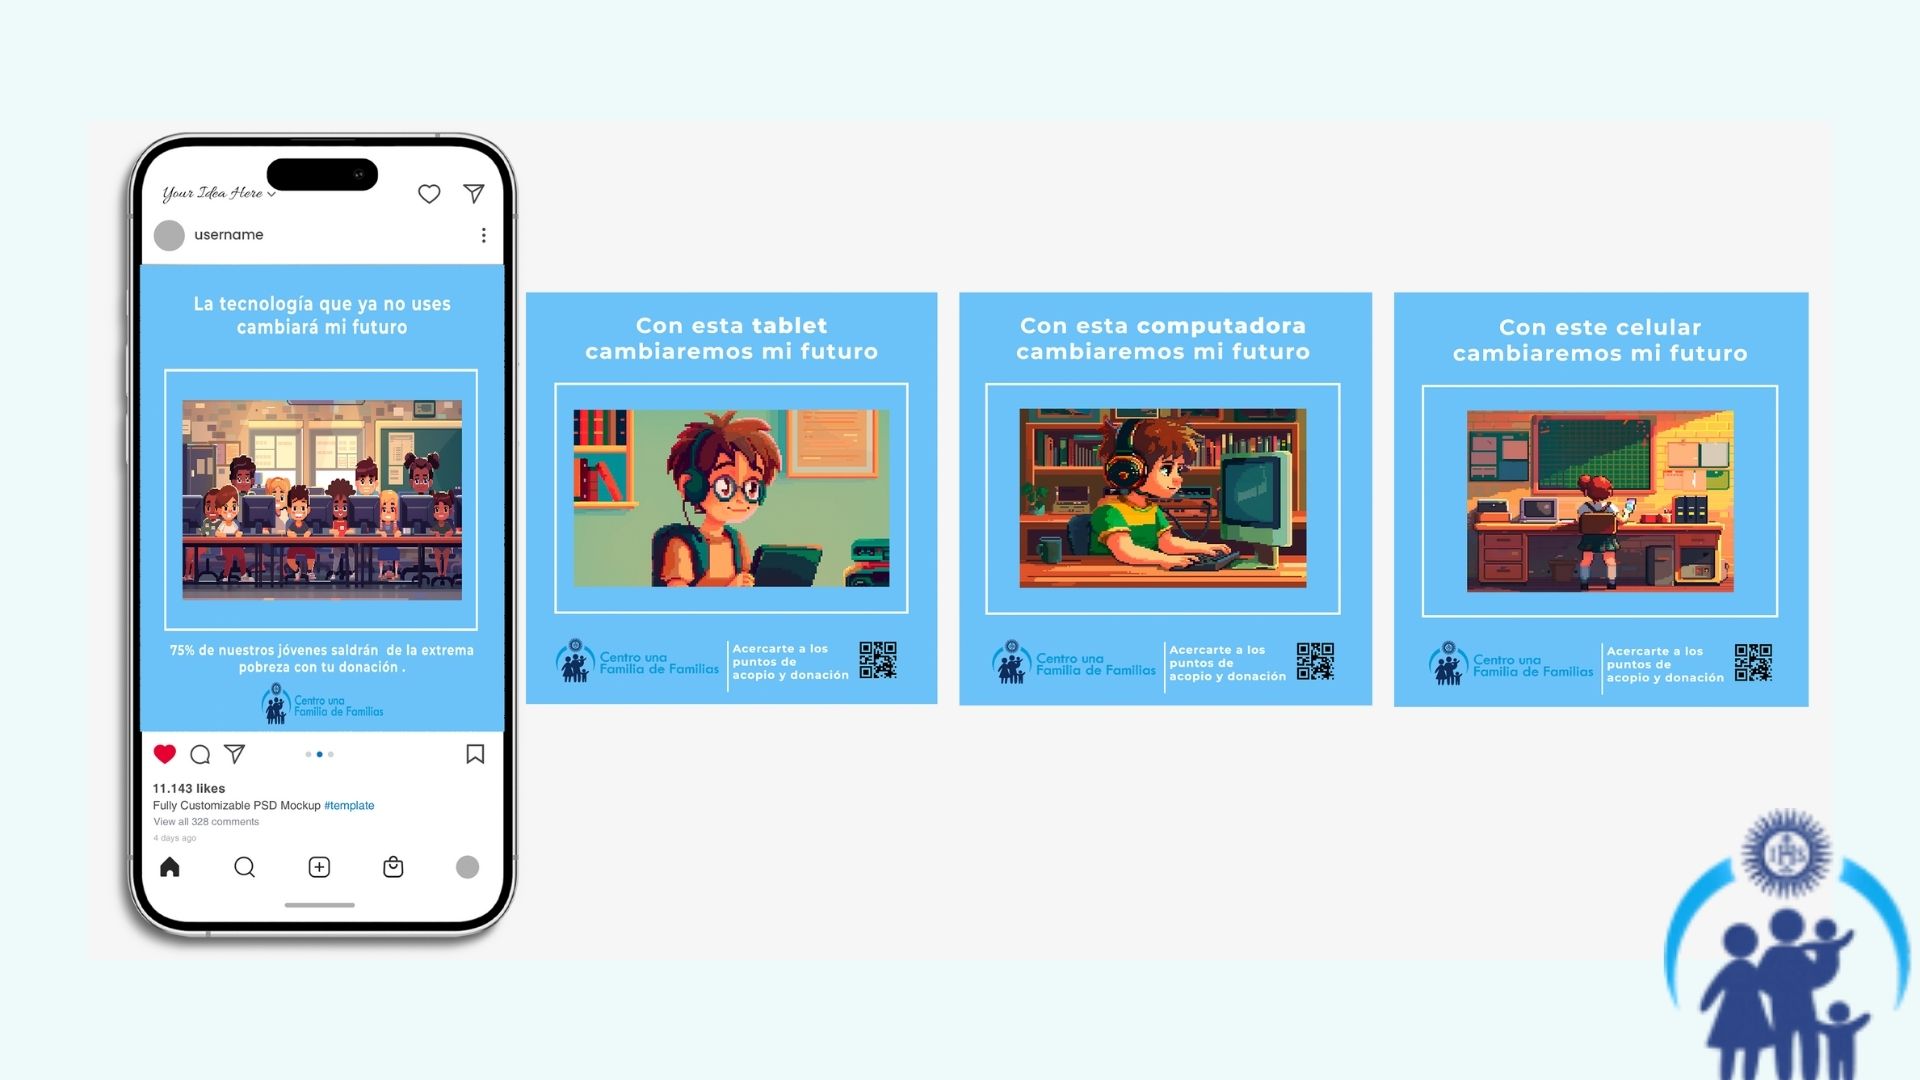 Your Idea Here
username
La tecnología que ya no uses
cambiará mi futuro
75% de nuestros jóvenes saldrán de la extrema
pobreza con tu donación .
Centro una
Familia de Familias
11.143 likes
Fully Customizable PSD Mockup #template
View all 328 comments
4 days ago
Con esta tablet
cambiaremos mi futuro
Centro una
Familia de Familias
Acercarte a los
puntos de
acopio y donación
Con esta computadora
cambiaremos mi futuro
Centro una
Familia de Familias
Acercarte a los
puntos de
acopio y donación
Con este celular
cambiaremos mi futuro
Centro una
Familia de Familias
Acercarte a los
puntos de
acopio y donación
IHS